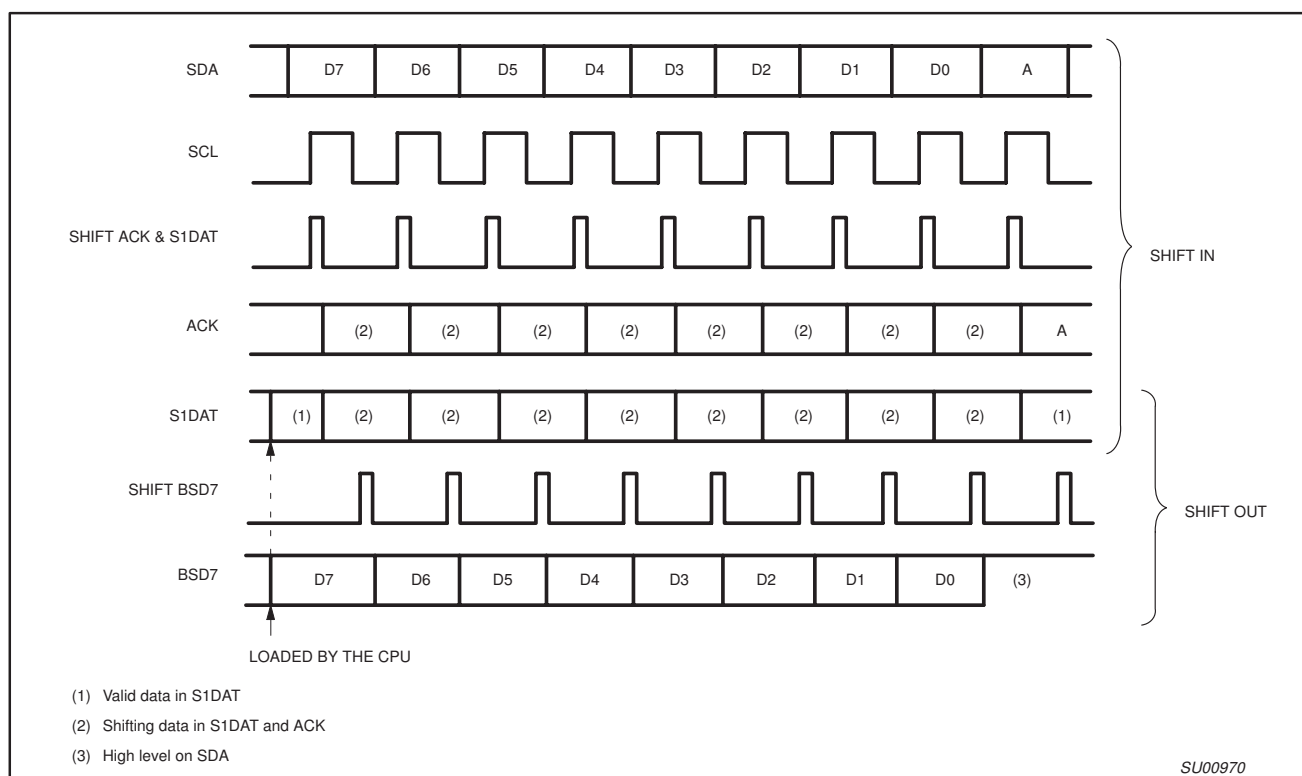 SDA D7 D6 D5 D4 D3 D2 D1 D0 A
SCL
SHIFT ACK & S1DAT
SHIFT IN
ACK (2) (2) (2) (2) (2) (2) (2) (2) A
S1DAT (1) (2) (2) (2) (2) (2) (2) (2) (2) (1)
SHIFT BSD7
SHIFT OUT
BSD7 D7 D6 D5 D4 D3 D2 D1 D0 (3)
LOADED BY THE CPU
(1) Valid data in S1DAT
(2) Shifting data in S1DAT and ACK
(3) High level on SDA
SU00970